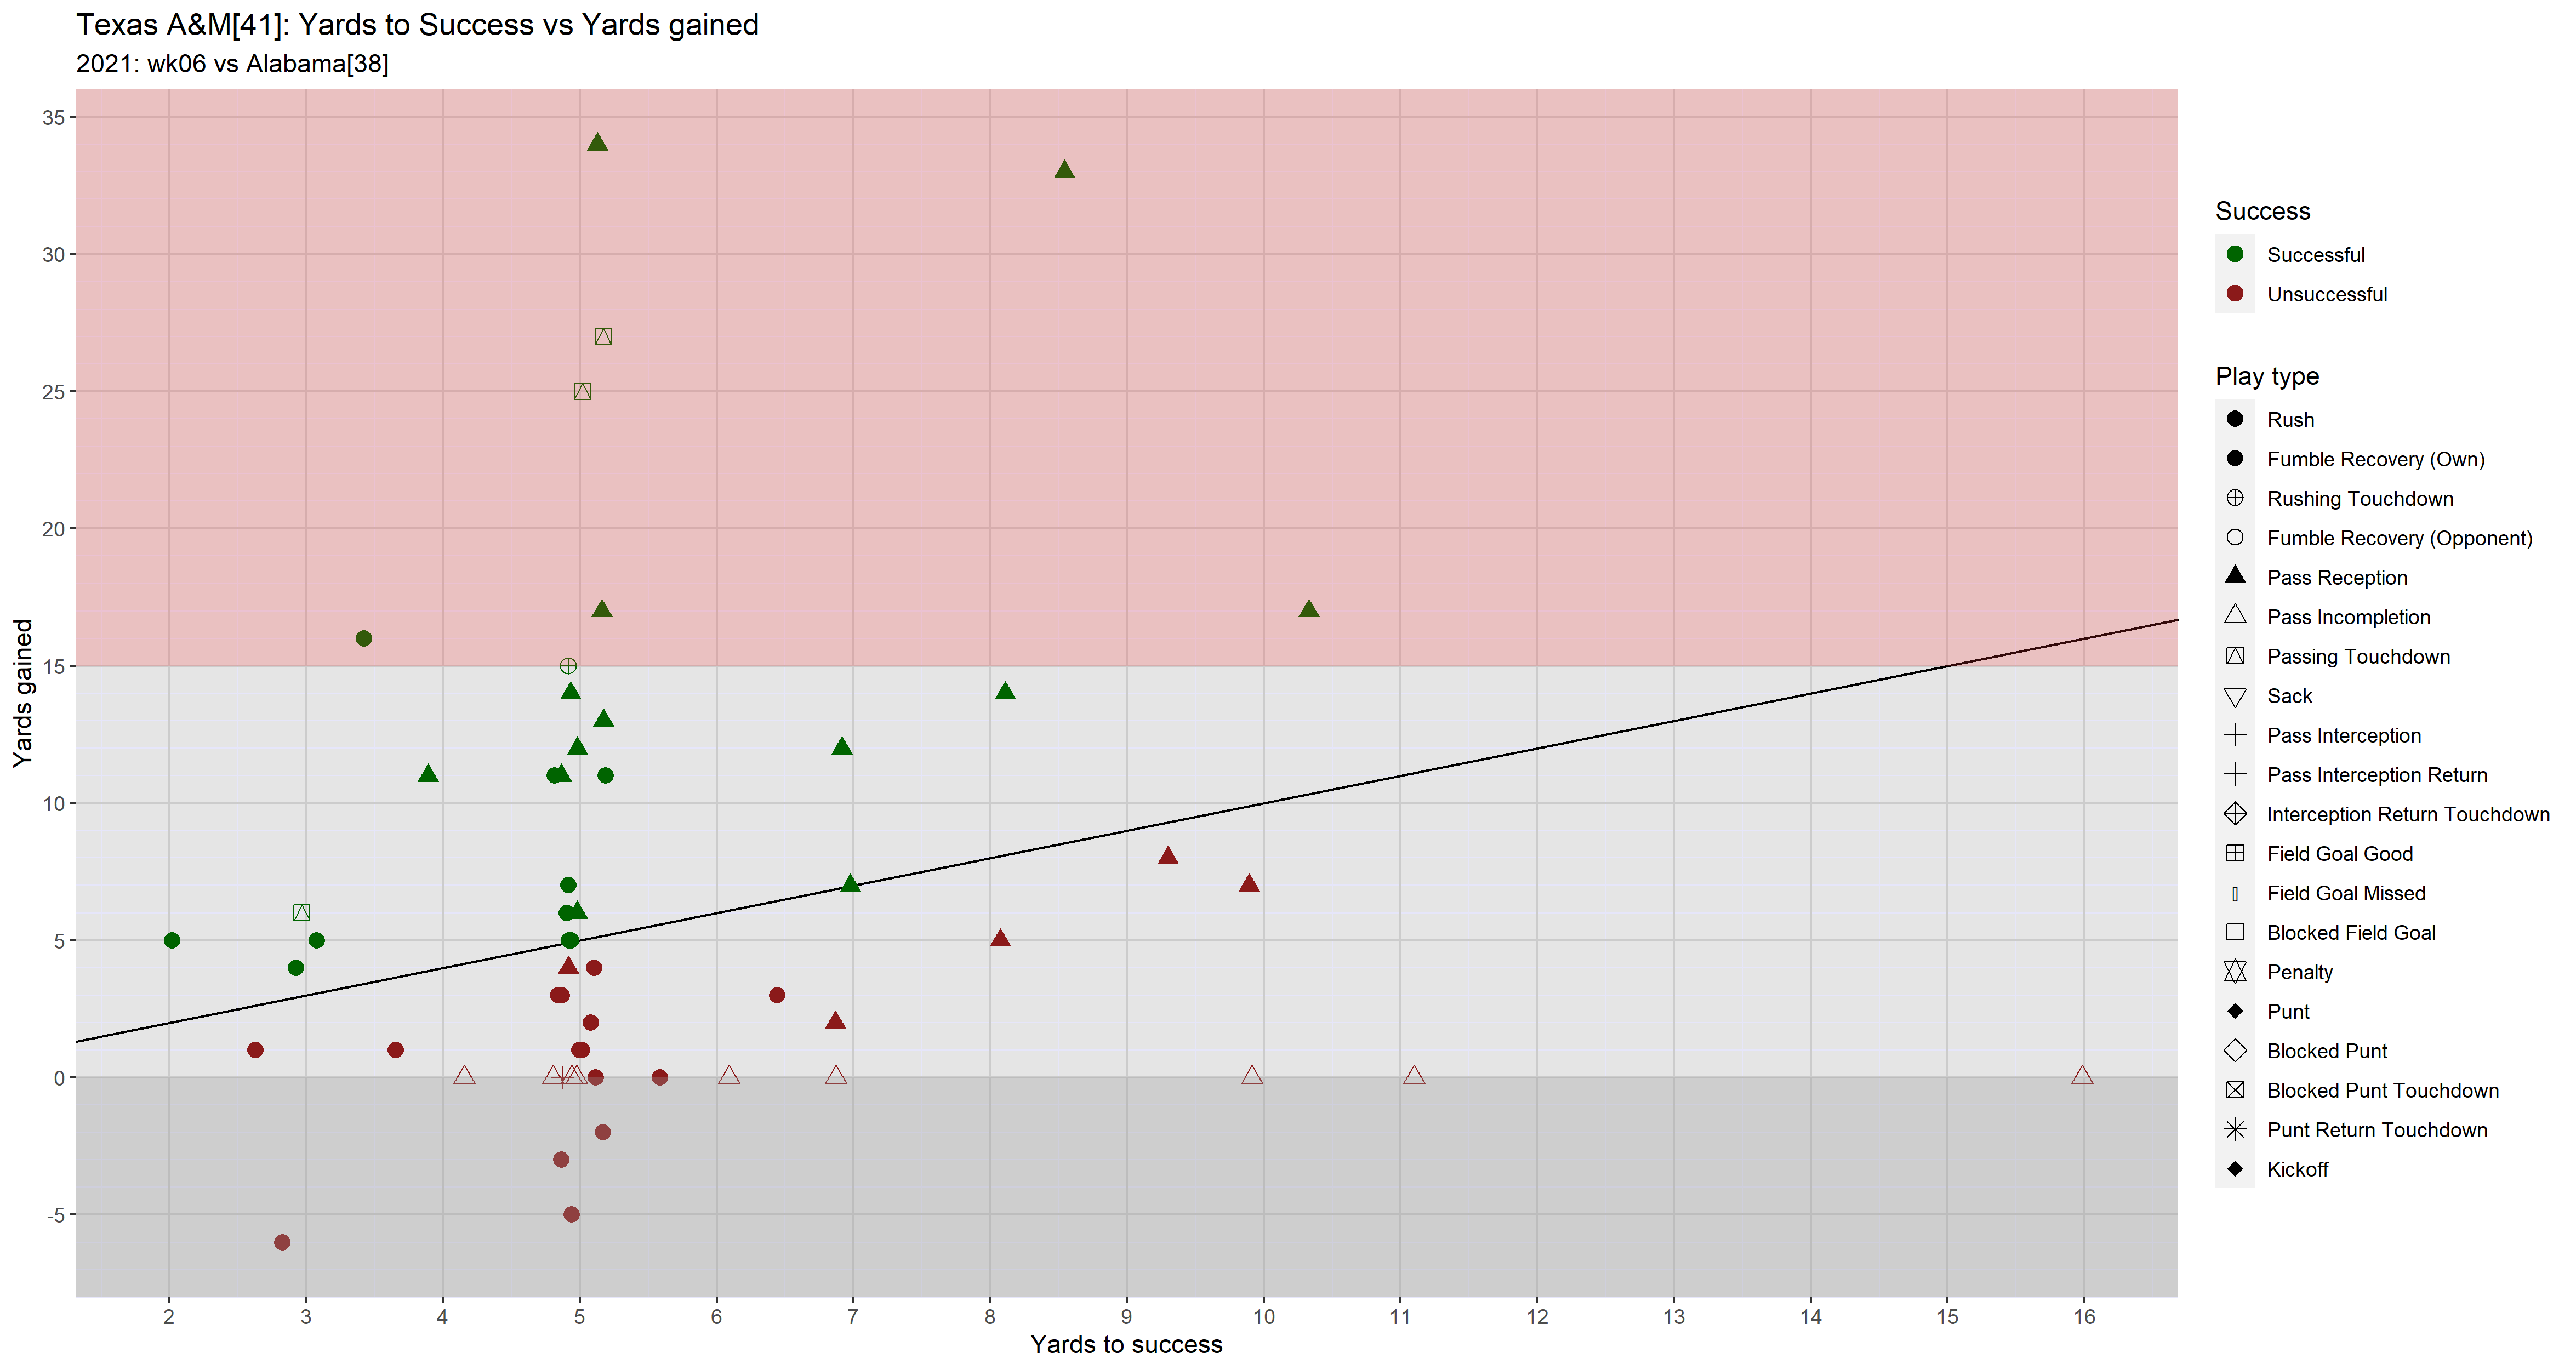 Texas A&M[41]: Yards to Success vs Yards gained
2021: wk06 vs Alabama[38]
Yards gained
35
30
25
20
15
10
5
0
-5
2 3 4 5 6 7 8 9 10 11 12 13 14 15 16
Yards to success
Success
Successful
Unsuccessful
Play type
Rush
Fumble Recovery (Own)
Rushing Touchdown
Fumble Recovery (Opponent)
Pass Reception
Pass Incompletion
Passing Touchdown
Sack
Pass Interception
Pass Interception Return
Interception Return Touchdown
Field Goal Good
Field Goal Missed
Blocked Field Goal
Penalty
Punt
Blocked Punt
Blocked Punt Touchdown
Punt Return Touchdown
Kickoff